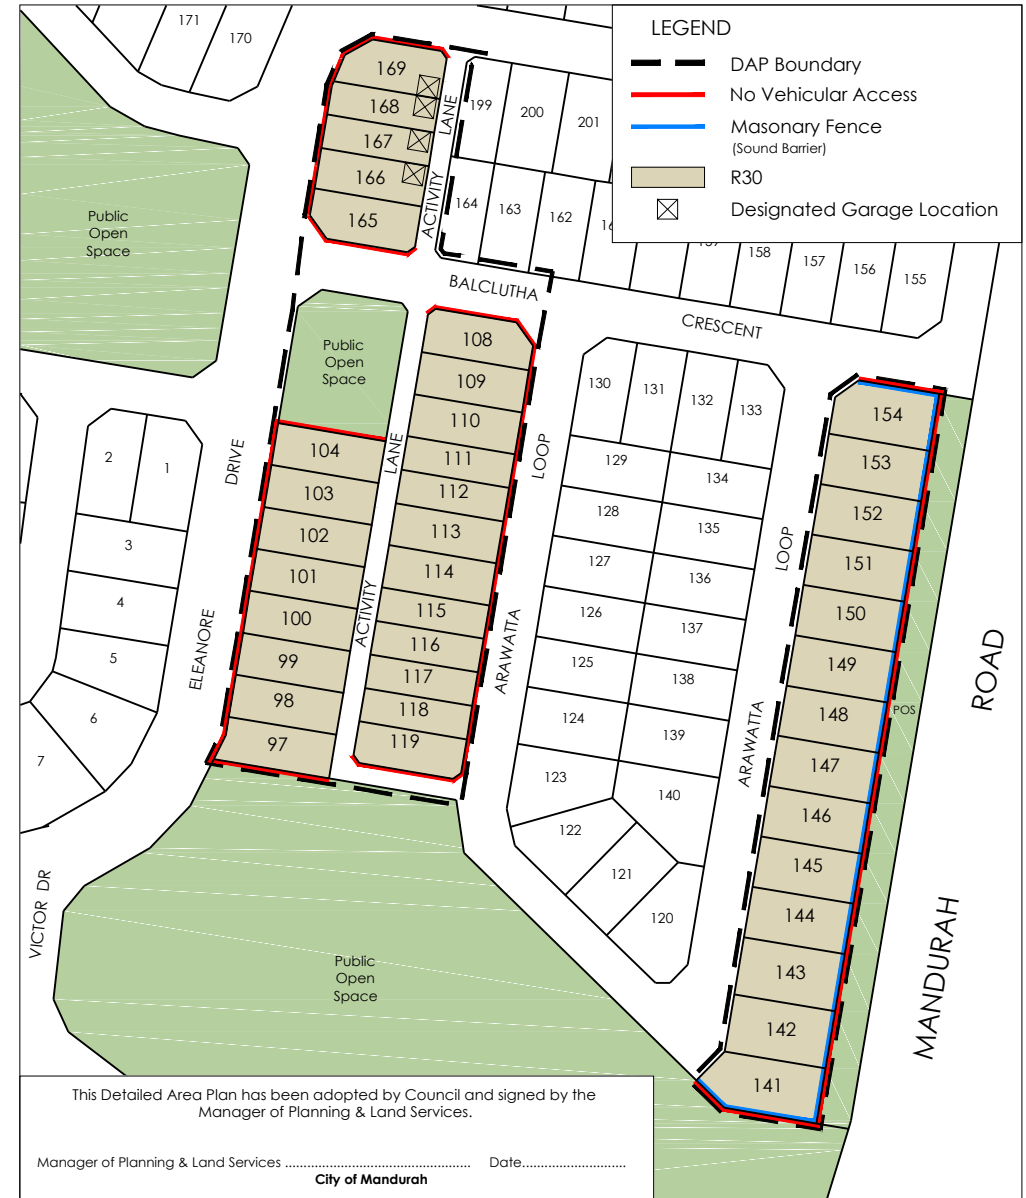 LEGEND
DAP Boundary
No Vehicular Access
Masonary Fence
(Sound Barrier)
R30
Designated Garage Location
171
170
169
168
167
166
165
ACTIVITY LANE
199
200
201
164
163
162
158
157
156
155
Public
Open
Space
BALCLUTHA CRESCENT
Public
Open
Space
108
109
110
111
112
113
114
115
116
117
118
119
104
103
102
101
100
99
98
97
ACTIVITY LANE
ELEANORE DRIVE
ARAWATTA LOOP
2
1
3
4
5
6
7
130
131
132
133
129
134
128
135
127
136
126
137
125
138
124
139
123
140
122
121
120
ARAWATTA LOOP
154
153
152
151
150
149
148
147
146
145
144
143
142
141
POS
MANDURAH ROAD
VICTOR DR
Public
Open
Space
This Detailed Area Plan has been adopted by Council and signed by the
Manager of Planning & Land Services.
Manager of Planning & Land Services ................................................ Date...........................
City of Mandurah